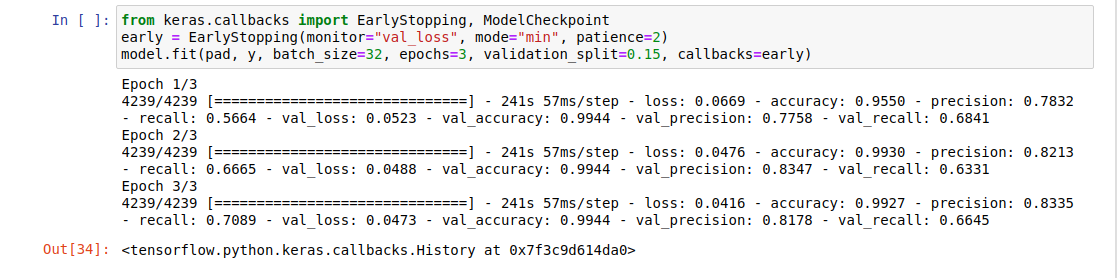 In [ ]: from keras.callbacks import EarlyStopping, ModelCheckpoint
early = EarlyStopping(monitor="val_loss", mode="min", patience=2)
model.fit(pad, y, batch_size=32, epochs=3, validation_split=0.15, callbacks=early)
Epoch 1/3
4239/4239 [==============================] - 241s 57ms/step - loss: 0.0669 - accuracy: 0.9550 - precision: 0.7832
- recall: 0.5664 - val_loss: 0.0523 - val_accuracy: 0.9944 - val_precision: 0.7758 - val_recall: 0.6841
Epoch 2/3
4239/4239 [==============================] - 241s 57ms/step - loss: 0.0476 - accuracy: 0.9930 - precision: 0.8213
- recall: 0.6665 - val_loss: 0.0488 - val_accuracy: 0.9944 - val_precision: 0.8347 - val_recall: 0.6331
Epoch 3/3
4239/4239 [==============================] - 241s 57ms/step - loss: 0.0416 - accuracy: 0.9927 - precision: 0.8335
- recall: 0.7089 - val_loss: 0.0473 - val_accuracy: 0.9944 - val_precision: 0.8178 - val_recall: 0.6645
Out[34]: <tensorflow.python.keras.callbacks.History at 0x7f3c9d614da0>